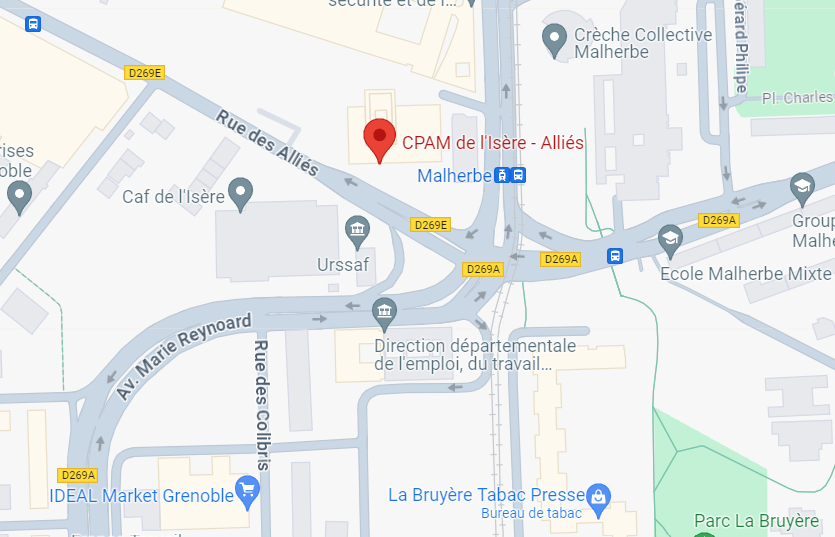 sécurité et de l'...
Crèche Collective
Malherbe
érard Philipe
D269E
Pl. Charles
Rue des Alliés
CPAM de l'Isère - Alliés
rises
oble
Malherbe
Caf de l'Isère
D269E
D269A
Group
Malhe
Urssaf
D269A
D269A
Ecole Malherbe Mixte
Av. Marie Reynoard
Rue des Colibris
Direction départementale
de l'emploi, du travail...
D269A
IDEAL Market Grenoble
La Bruyère Tabac Presse
Bureau de tabac
Parc La Bruyère